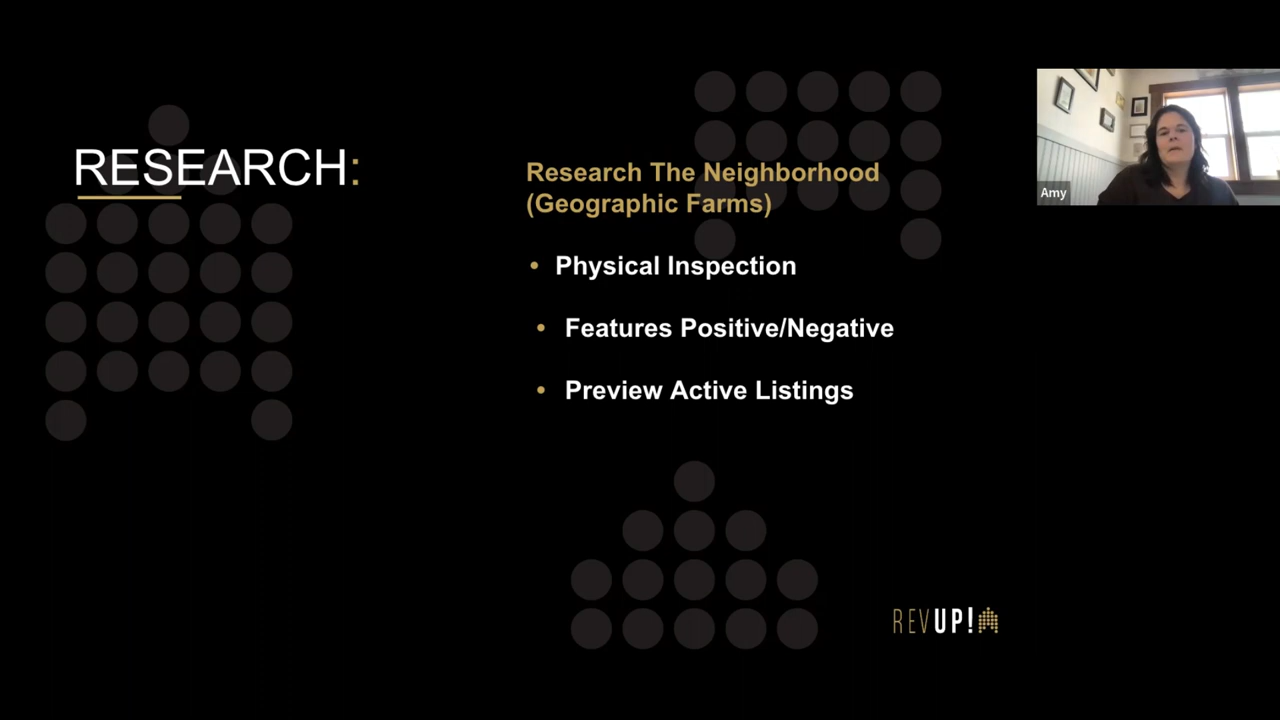 RESEARCH:
Research The Neighborhood
(Geographic Farms)
• Physical Inspection
• Features Positive/Negative
• Preview Active Listings
Amy
REVUP!